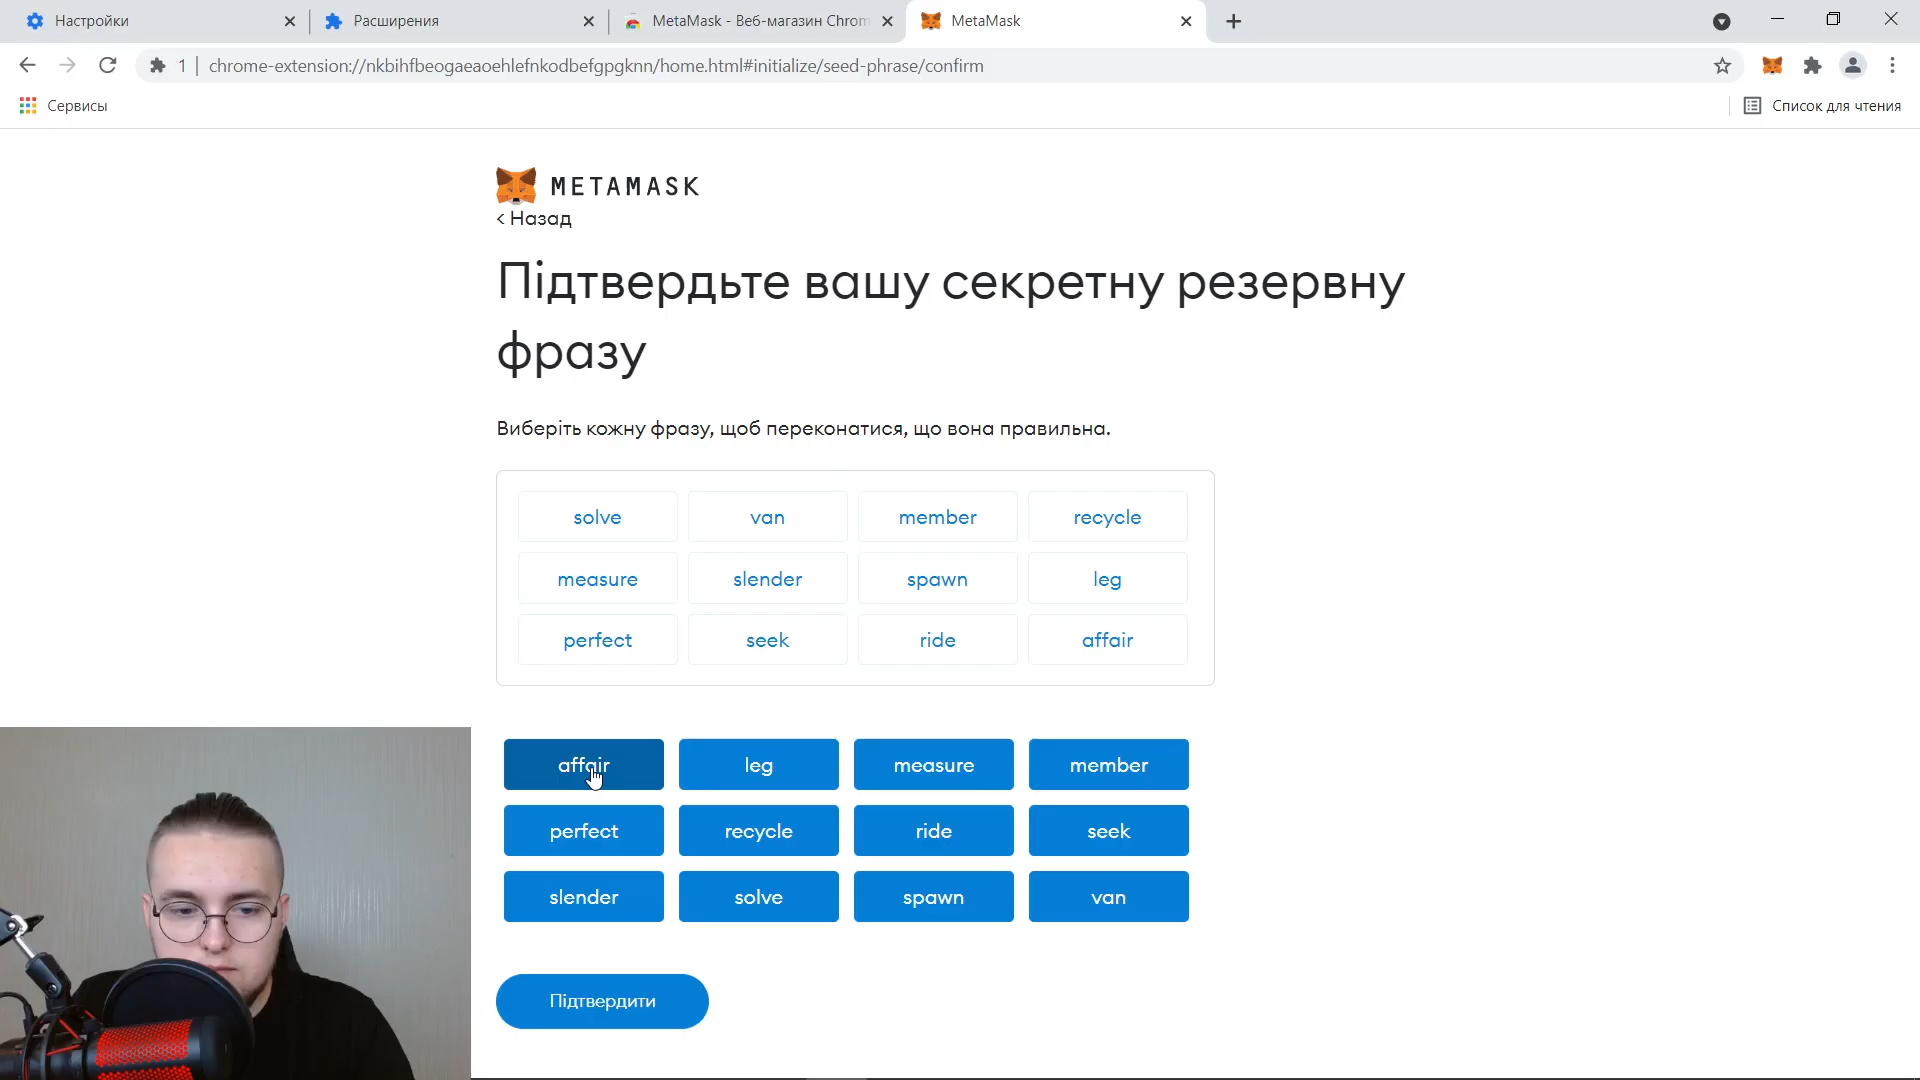 Настройки
Расширения
MetaMask - Веб-магазин Chrom
MetaMask
1 | chrome-extension://nkbihfbeogaeaoehlefnkodbefgpgknn/home.html#initialize/seed-phrase/confirm
Сервисы
Список для чтения
METAMASK
< Назад
Підтвердьте вашу секретну резервну
фразу
Виберіть кожну фразу, щоб переконатися, що вона правильна.
solve van member recycle
measure slender spawn leg
perfect seek ride affair
affair leg measure member
perfect recycle ride seek
slender solve spawn van
Підтвердити